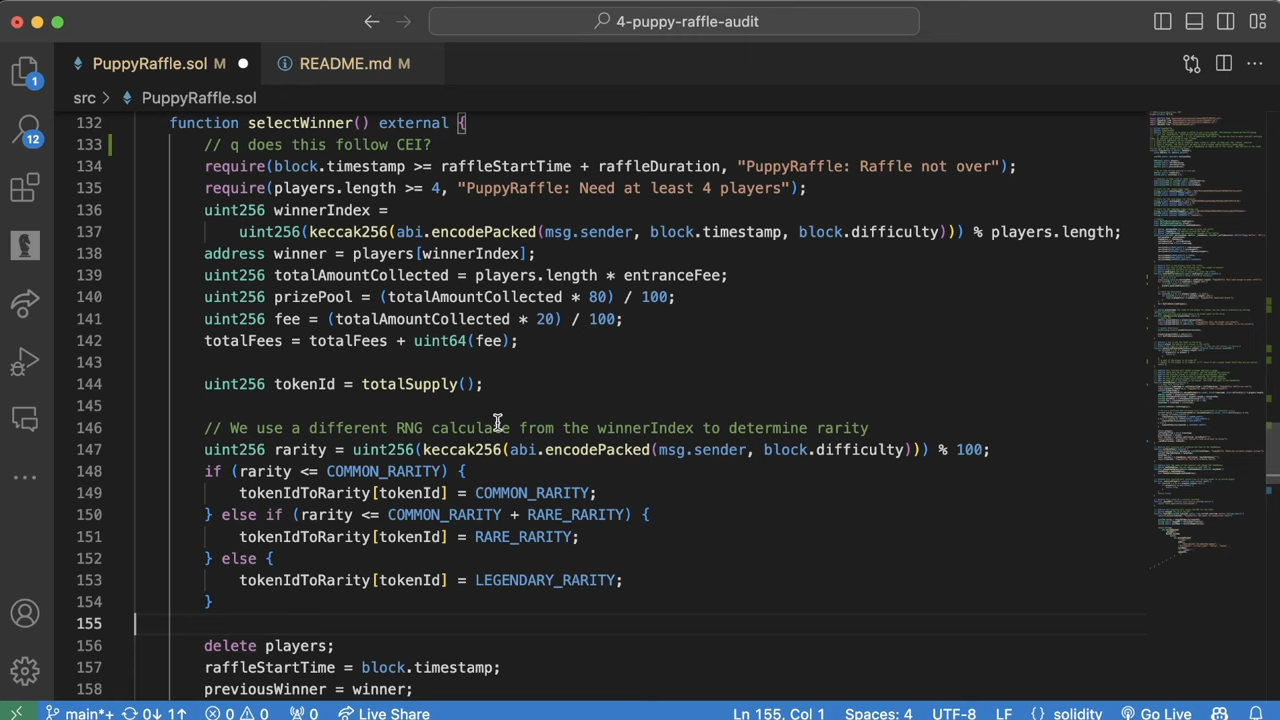 4-puppy-raffle-audit
PuppyRaffle.sol M
README.md M
src > PuppyRaffle.sol
1
12
132 function selectWinner() external {
133 // q does this follow CEI?
134 require(block.timestamp >= raffleStartTime + raffleDuration, "PuppyRaffle: Raffle not over");
135 require(players.length >= 4, "PuppyRaffle: Need at least 4 players");
136 uint256 winnerIndex =
137 uint256(keccak256(abi.encodePacked(msg.sender, block.timestamp, block.difficulty))) % players.length;
138 address winner = players[winnerIndex];
139 uint256 totalAmountCollected = players.length * entranceFee;
140 uint256 prizePool = (totalAmountCollected * 80) / 100;
141 uint256 fee = (totalAmountCollected * 20) / 100;
142 totalFees = totalFees + uint64(fee);
143
144 uint256 tokenId = totalSupply();
145
146 // We use a different RNG calculate from the winnerIndex to determine rarity
147 uint256 rarity = uint256(keccak256(abi.encodePacked(msg.sender, block.difficulty))) % 100;
148 if (rarity <= COMMON_RARITY) {
149 tokenIdToRarity[tokenId] = COMMON_RARITY;
150 } else if (rarity <= COMMON_RARITY + RARE_RARITY) {
151 tokenIdToRarity[tokenId] = RARE_RARITY;
152 } else {
153 tokenIdToRarity[tokenId] = LEGENDARY_RARITY;
154 }
155
156 delete players;
157 raffleStartTime = block.timestamp;
158 previousWinner = winner;
main*+ 0↓ 1↑ 0 0 0 Live Share Ln 155, Col 1 Spaces: 4 UTF-8 LF {} solidity Go Live